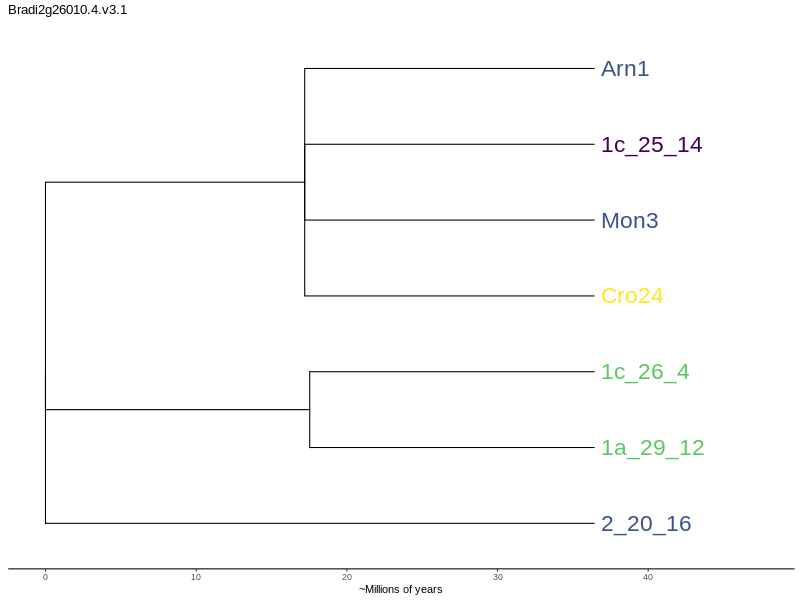 Bradi2g26010.4.v3.1
Arn1
1c_25_14
Mon3
Cro24
1c_26_4
1a_29_12
2_20_16
0 10 20 30 40
~Millions of years